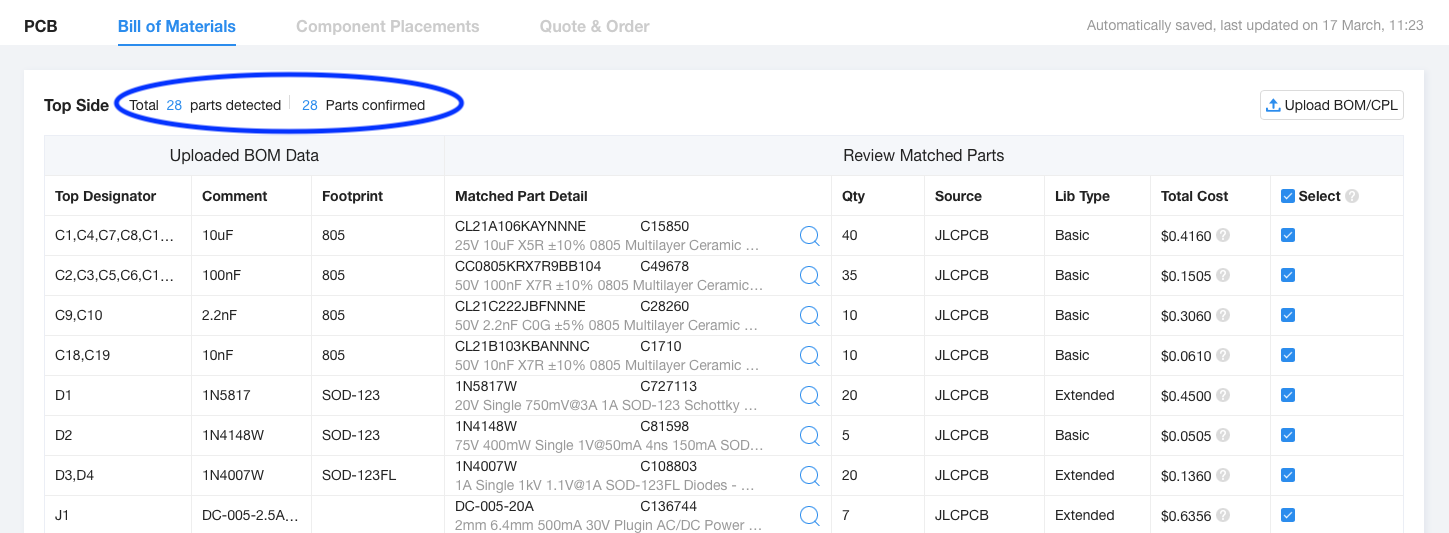 PCB Bill of Materials Component Placements Quote & Order Automatically saved, last updated on 17 March, 11:23
Top Side Total 28 parts detected 28 Parts confirmed Upload BOM/CPL
Uploaded BOM Data Review Matched Parts
Top Designator Comment Footprint Matched Part Detail Qty Source Lib Type Total Cost Select ?
C1,C4,C7,C8,C1... 10uF 805 CL21A106KAYNNNE C15850 40 JLCPCB Basic $0.4160 ?
25V 10uF X5R ±10% 0805 Multilayer Ceramic ...
C2,C3,C5,C6,C1... 100nF 805 CC0805KRX7R9BB104 C49678 35 JLCPCB Basic $0.1505 ?
50V 100nF X7R ±10% 0805 Multilayer Ceramic...
C9,C10 2.2nF 805 CL21C222JBFNNNE C28260 10 JLCPCB Basic $0.3060 ?
50V 2.2nF C0G ±5% 0805 Multilayer Ceramic ...
C18,C19 10nF 805 CL21B103KBANNNC C1710 10 JLCPCB Basic $0.0610 ?
50V 10nF X7R ±10% 0805 Multilayer Ceramic ...
D1 1N5817 SOD-123 1N5817W C727113 20 JLCPCB Extended $0.4500 ?
20V Single 750mV@3A 1A SOD-123 Schottky ...
D2 1N4148W SOD-123 1N4148W C81598 5 JLCPCB Basic $0.0505 ?
75V 400mW Single 1V@50mA 4ns 150mA SOD...
D3,D4 1N4007W SOD-123FL 1N4007W C108803 20 JLCPCB Extended $0.1360 ?
1A Single 1kV 1.1V@1A SOD-123FL Diodes - ...
J1 DC-005-2.5A... DC-005-20A C136744 7 JLCPCB Extended $0.6356 ?
2mm 6.4mm 500mA 30V Plugin AC/DC Power ...